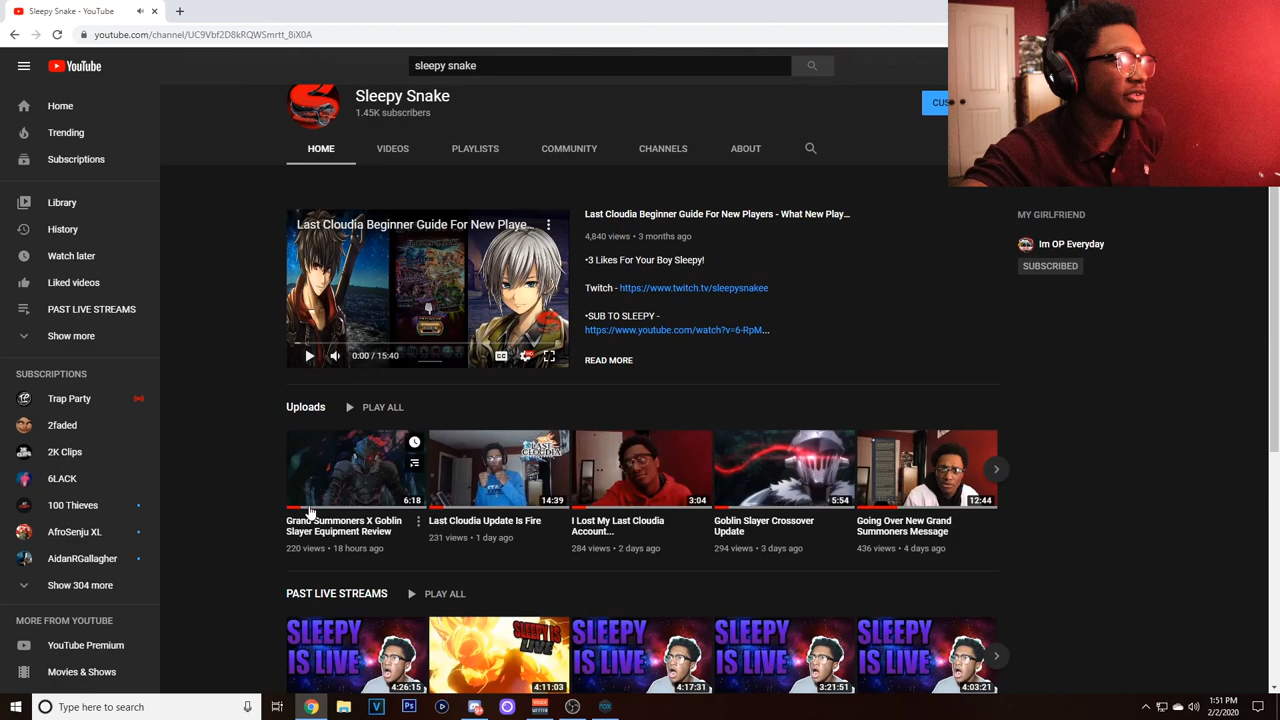 Sleepy Snake - YouTube
youtube.com/channel/UC9Vbf2D8kRQWSmrtt_8iX0A
YouTube
sleepy snake
Home
Trending
Subscriptions
Library
History
Watch later
Liked videos
PAST LIVE STREAMS
Show more
SUBSCRIPTIONS
Trap Party
2faded
2K Clips
6LACK
100 Thieves
AfroSenju XL
AidanRGallagher
Show 304 more
MORE FROM YOUTUBE
YouTube Premium
Movies & Shows
Sleepy Snake
1.45K subscribers
CUS
HOME
VIDEOS
PLAYLISTS
COMMUNITY
CHANNELS
ABOUT
Last Cloudia Beginner Guide For New Playe...
0:00 / 15:40
Last Cloudia Beginner Guide For New Players - What New Play...
4,840 views • 3 months ago
•3 Likes For Your Boy Sleepy!
Twitch - https://www.twitch.tv/sleepysnakee
•SUB TO SLEEPY -
https://www.youtube.com/watch?v=6-RpM...
READ MORE
MY GIRLFRIEND
Im OP Everyday
SUBSCRIBED
Uploads
PLAY ALL
6:18
Grand Summoners X Goblin
Slayer Equipment Review
220 views • 18 hours ago
LAST CLOUDIA
14:39
Last Cloudia Update Is Fire
231 views • 1 day ago
3:04
I Lost My Last Cloudia
Account...
284 views • 2 days ago
5:54
Goblin Slayer Crossover
Update
294 views • 3 days ago
12:44
Going Over New Grand
Summoners Message
436 views • 4 days ago
PAST LIVE STREAMS
PLAY ALL
SLEEPY
IS LIVE
4:26:15
SLEEPY IS
LIVE
4:11:03
SLEEPY
IS LIVE
4:17:31
SLEEPY
IS LIVE
3:21:51
SLEEPY
IS LIVE
4:03:21
Type here to search
1:51 PM
2/2/2020